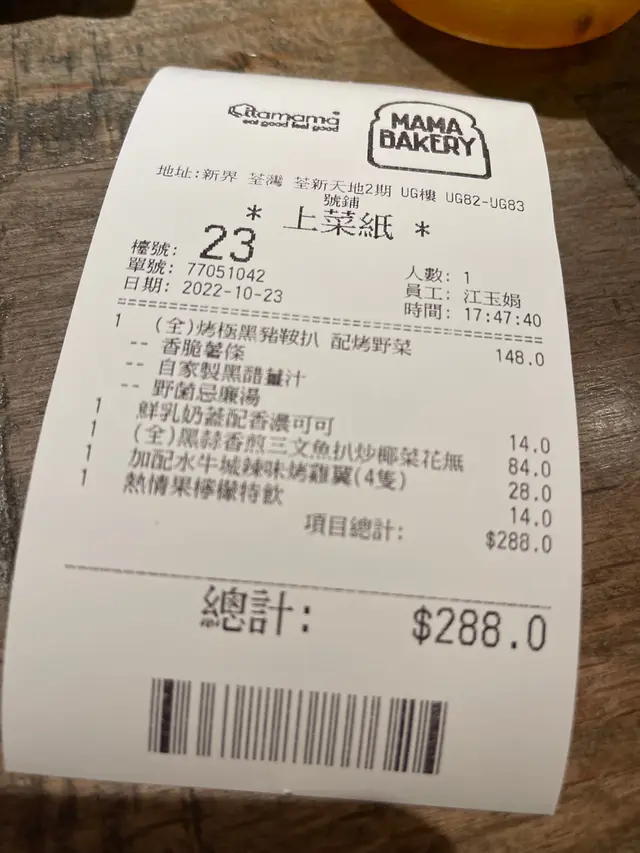 itamama
eat good feel good
MAMA
BAKERY
地址:新界 荃灣 荃新天地2期 UG樓 UG82-UG83
號鋪
* 上菜紙 *
檯號: 23
單號: 77051042 人數: 1
日期: 2022-10-23 員工: 江玉娟
時間: 17:47:40
1 (全)烤極黑豬鞍扒 配烤野菜 148.0
-- 香脆薯條
-- 自家製黑醋薑汁
-- 野菌忌廉湯
1 鮮乳奶蓋配香濃可可 14.0
1 (全)黑蒜香煎三文魚扒炒椰菜花無 84.0
1 加配水牛城辣味烤雞翼(4隻) 28.0
1 熱情果檸檬特飲 14.0
項目總計: $288.0
總計: $288.0